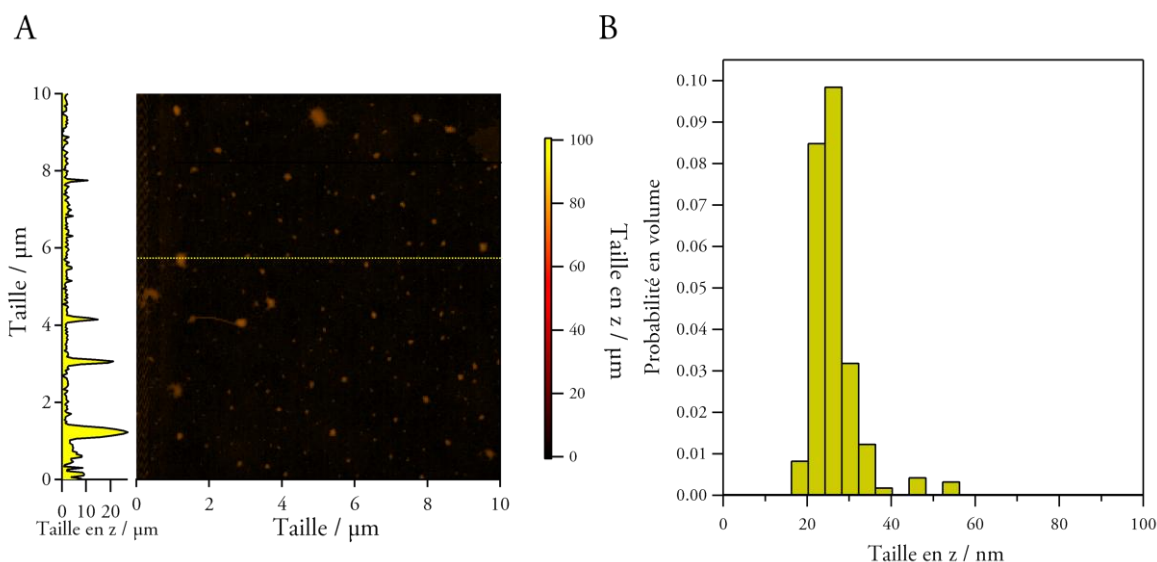 A
B
10
8
6
4
2
0
Taille / µm
0 10 20
Taille en z / µm
0 2 4 6 8 10
Taille / µm
100
80
60
40
20
0
Taille en z / µm
0.10
0.09
0.08
0.07
0.06
0.05
0.04
0.03
0.02
0.01
0.00
Probabilité en volume
0 20 40 60 80 100
Taille en z / nm